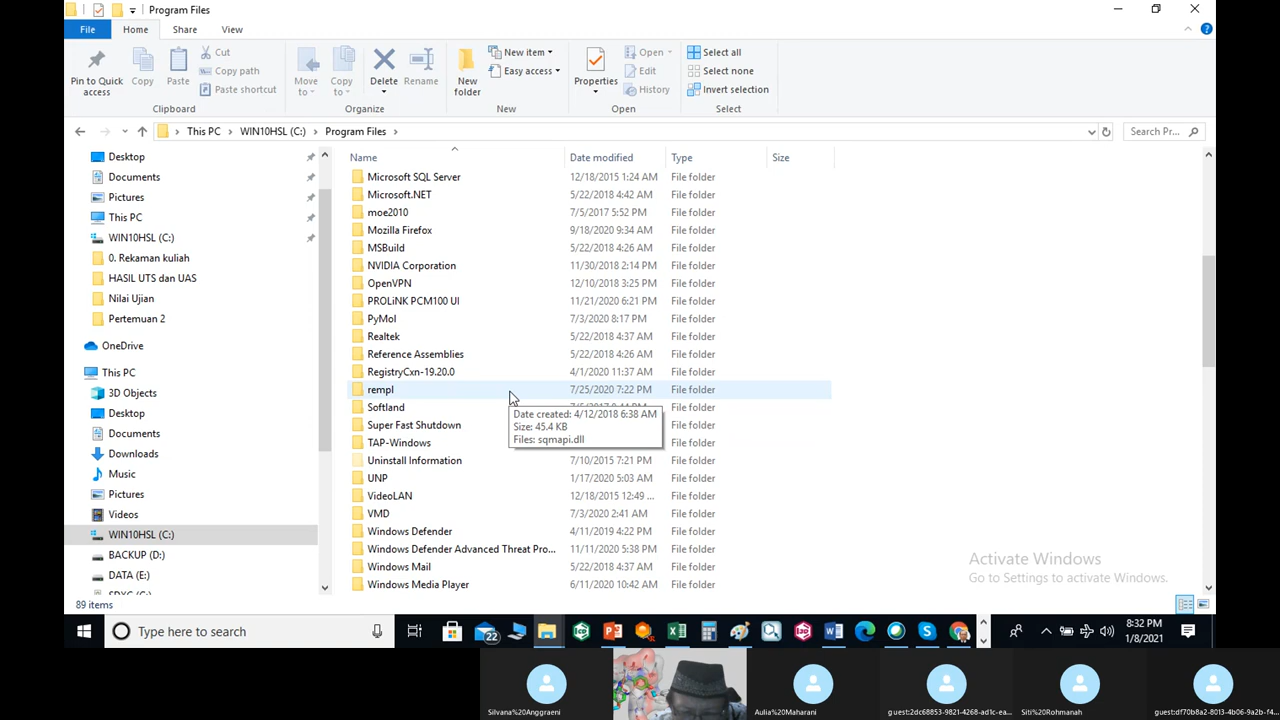 Program Files
File
Home
Share
View
Pin to Quick access
Copy
Paste
Cut
Copy path
Paste shortcut
Clipboard
Move to
Copy to
Delete
Rename
Organize
New folder
New item
Easy access
New
Properties
Open
Edit
History
Open
Select all
Select none
Invert selection
Select
This PC > WIN10HSL (C:) > Program Files >
Search Pr...
Desktop
Documents
Pictures
This PC
WIN10HSL (C:)
0. Rekaman kuliah
HASIL UTS dan UAS
Nilai Ujian
Pertemuan 2
OneDrive
This PC
3D Objects
Desktop
Documents
Downloads
Music
Pictures
Videos
WIN10HSL (C:)
BACKUP (D:)
DATA (E:)
Name Date modified Type Size
Microsoft SQL Server 12/18/2015 1:24 AM File folder
Microsoft.NET 5/22/2018 4:42 AM File folder
moe2010 7/5/2017 5:52 PM File folder
Mozilla Firefox 9/18/2020 9:34 AM File folder
MSBuild 5/22/2018 4:26 AM File folder
NVIDIA Corporation 11/30/2018 2:14 PM File folder
OpenVPN 12/10/2018 3:25 PM File folder
PROLiNK PCM100 UI 11/21/2020 6:21 PM File folder
PyMol 7/3/2020 8:17 PM File folder
Realtek 5/22/2018 4:37 AM File folder
Reference Assemblies 5/22/2018 4:26 AM File folder
RegistryCxn-19.20.0 4/1/2020 11:37 AM File folder
rempl 7/25/2020 7:22 PM File folder
Softland File folder
Super Fast Shutdown File folder
TAP-Windows File folder
Uninstall Information 7/10/2015 7:21 PM File folder
UNP 1/17/2020 5:03 AM File folder
VideoLAN 12/18/2015 12:49 ... File folder
VMD 7/3/2020 2:41 AM File folder
Windows Defender 4/11/2019 4:22 PM File folder
Windows Defender Advanced Threat Pro... 11/11/2020 5:38 PM File folder
Windows Mail 5/22/2018 4:37 AM File folder
Windows Media Player 6/11/2020 10:42 AM File folder
Date created: 4/12/2018 6:38 AM
Size: 45.4 KB
Files: sqmapi.dll
Activate Windows
Go to Settings to activate Windows.
89 items
Type here to search
22
8:32 PM
1/8/2021
Silvana%20Anggraeni
Aulia%20Maharani
guest:2dc68853-9821-4268-ad1c-ea...
Siti%20Rohmanah
guest:df70b8a2-8013-4b06-92b-f4...